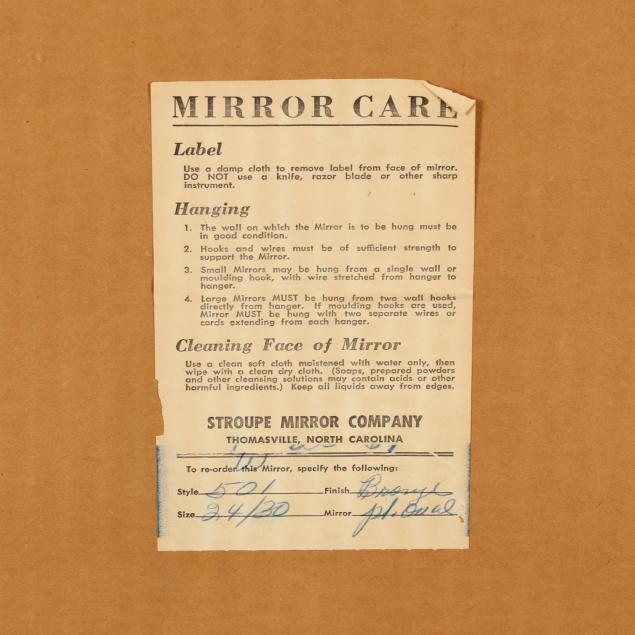 MIRROR CARE
Label
Use a damp cloth to remove label from face of mirror.
DO NOT use a knife, razor blade or other sharp
instrument.
Hanging
1. The wall on which the Mirror is to be hung must be
in good condition.
2. Hooks and wires must be of sufficient strength to
support the Mirror.
3. Small Mirrors may be hung from a single wall or
moulding hook, with wire stretched from hanger to
hanger.
4. Large Mirrors MUST be hung from two wall hooks
directly from hanger. If moulding hooks are used,
Mirror MUST be hung with two separate wires or
cords extending from each hanger.
Cleaning Face of Mirror
Use a clean soft cloth moistened with water only, then
wipe with a clean dry cloth. (Soaps, prepared powders
and other cleansing solutions may contain acids or other
harmful ingredients.) Keep all liquids away from edges.
STROUPE MIRROR COMPANY
THOMASVILLE, NORTH CAROLINA
To re-order this Mirror, specify the following:
Style 501 Finish Bronze
Size 24/30 Mirror pl. Oval